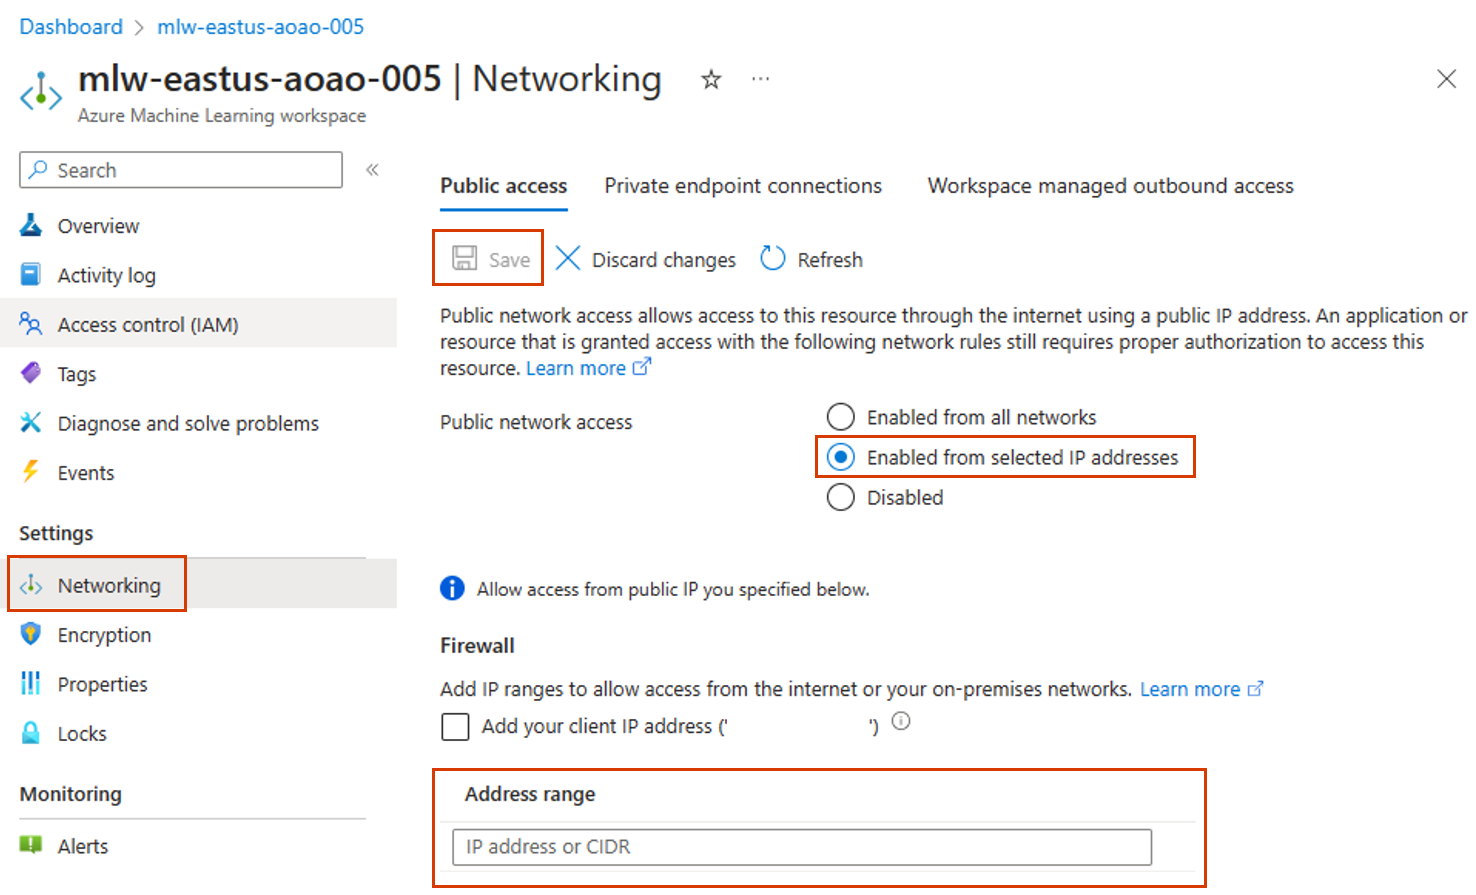 Dashboard > mlw-eastus-aoao-005
mlw-eastus-aoao-005 | Networking
Azure Machine Learning workspace
Search
Overview
Activity log
Access control (IAM)
Tags
Diagnose and solve problems
Events
Settings
Networking
Encryption
Properties
Locks
Monitoring
Alerts
Public access Private endpoint connections Workspace managed outbound access
Save Discard changes Refresh
Public network access allows access to this resource through the internet using a public IP address. An application or
resource that is granted access with the following network rules still requires proper authorization to access this
resource. Learn more
Public network access
Enabled from all networks
Enabled from selected IP addresses
Disabled
Allow access from public IP you specified below.
Firewall
Add IP ranges to allow access from the internet or your on-premises networks. Learn more
Add your client IP address (' ')
Address range
IP address or CIDR